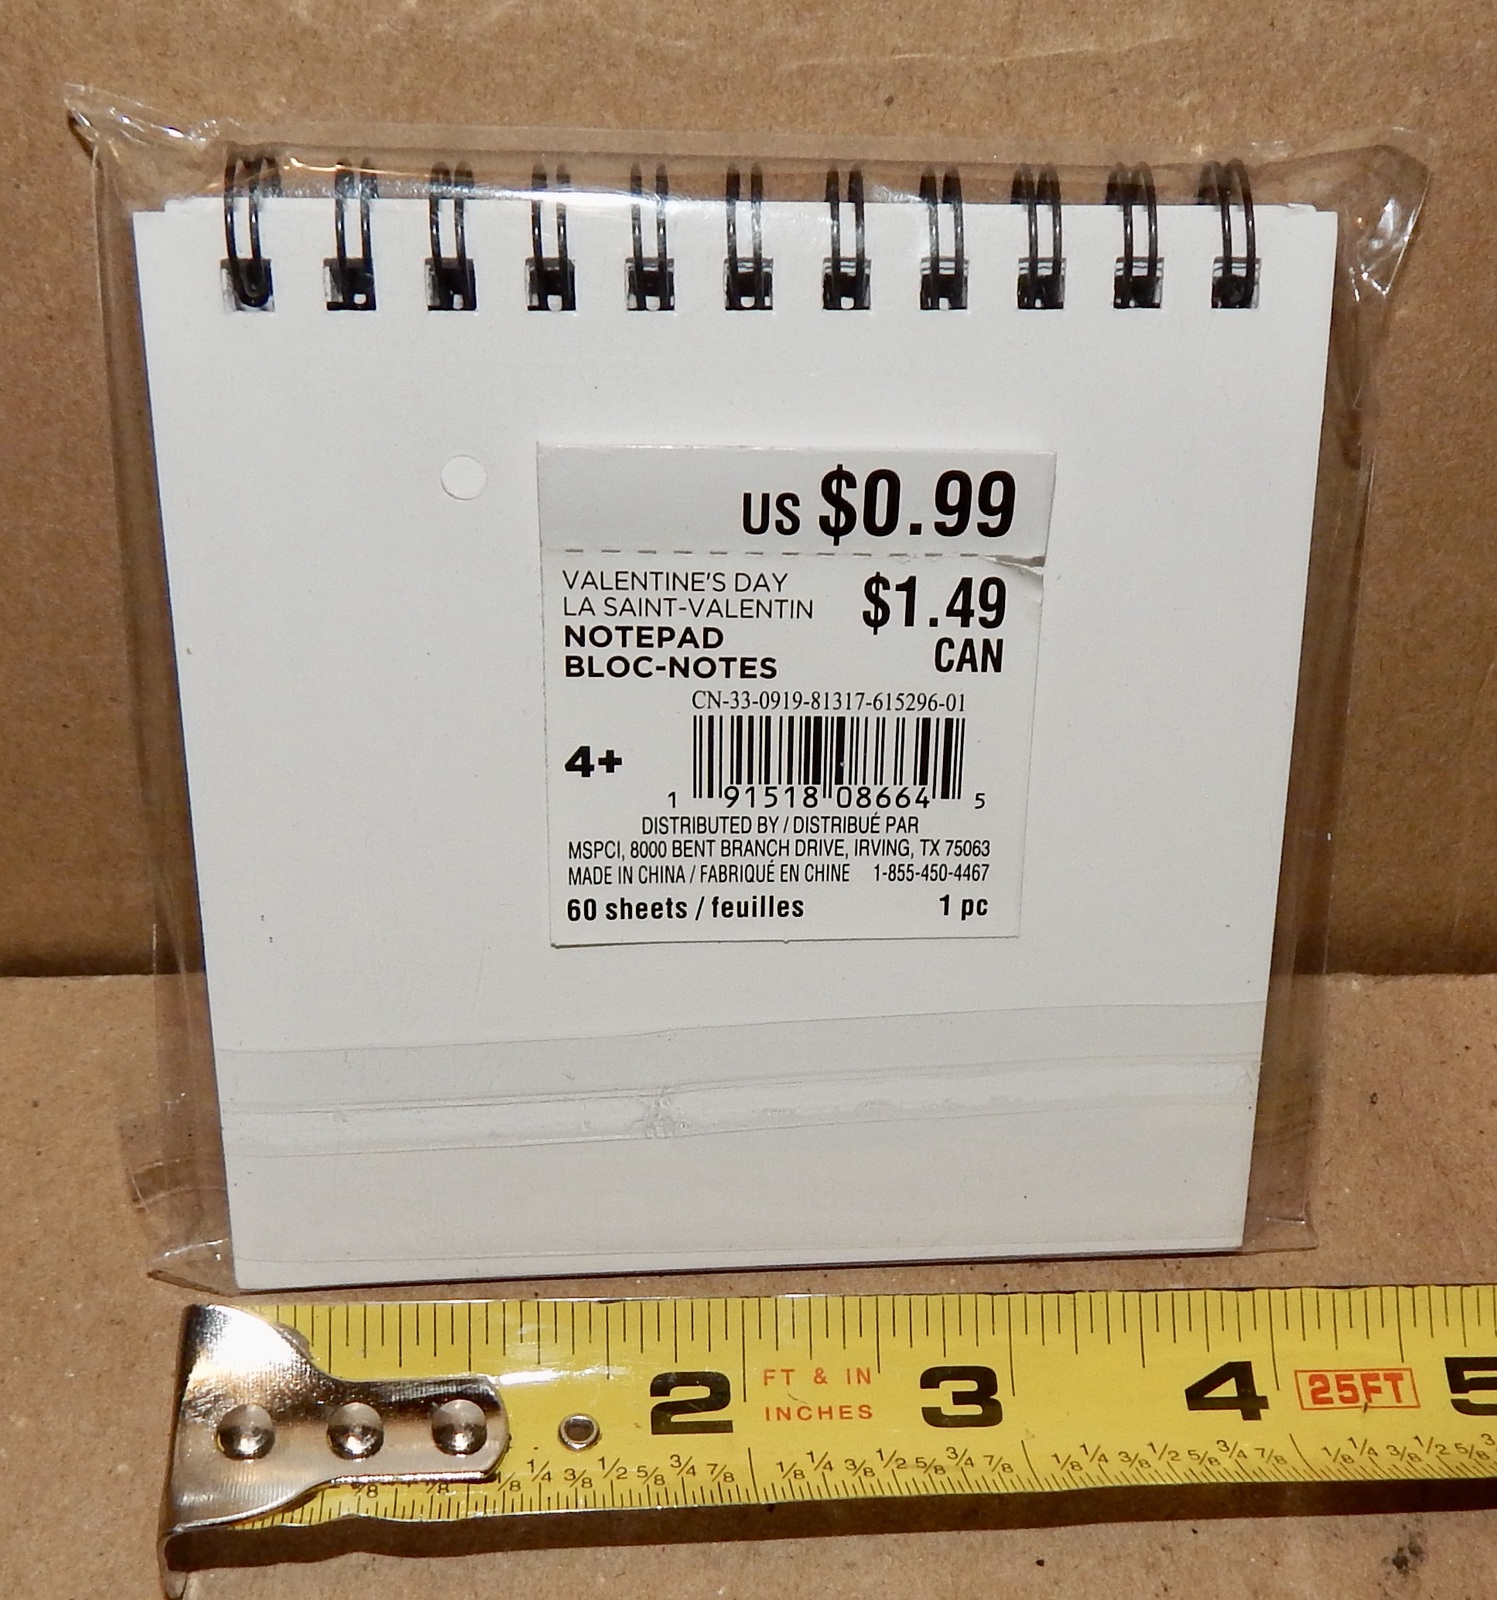 US $0.99
VALENTINE'S DAY
LA SAINT-VALENTIN
NOTEPAD
BLOC-NOTES
$1.49
CAN
CN-33-0919-81317-615296-01
4+
1 91518 08664 5
DISTRIBUTED BY / DISTRIBUÉ PAR
MSPCI, 8000 BENT BRANCH DRIVE, IRVING, TX 75063
MADE IN CHINA / FABRIQUÉ EN CHINE 1-855-450-4467
60 sheets / feuilles 1 pc
2 FT & IN 3 4 25FT 5
INCHES
1/8 1/4 3/8 1/2 5/8 3/4 7/8 1/8 1/4 3/8 1/2 5/8 3/4 7/8 1/8 1/4 3/8 1/2 5/8 3/4 7/8 1/8 1/4 3/8 1/2 5/8